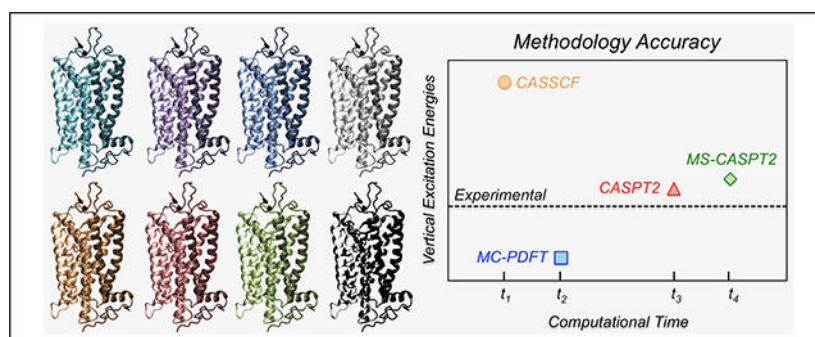 Methodology Accuracy
Vertical Excitation Energies
CASSCF
MS-CASPT2
CASPT2
Experimental
MC-PDFT
t1 t2 t3 t4
Computational Time